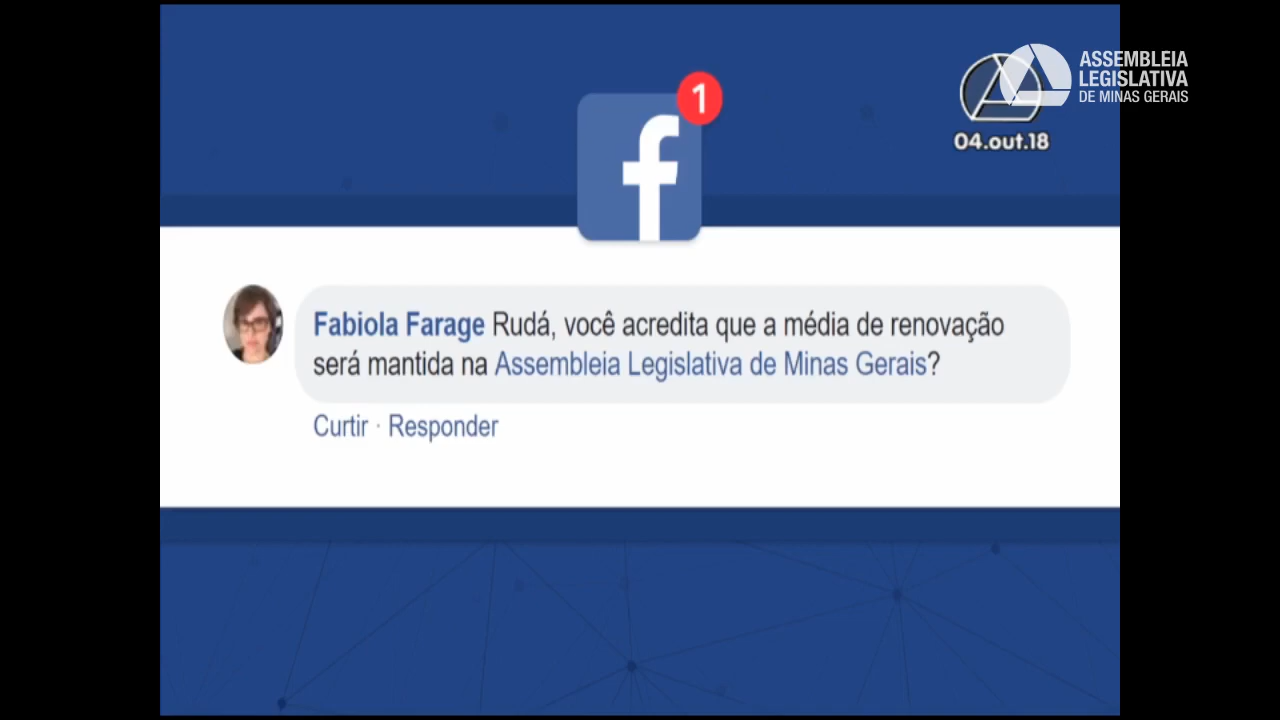 ASSEMBLEIA
LEGISLATIVA
DE MINAS GERAIS
04.out.18
1
f
Fabiola Farage Rudá, você acredita que a média de renovação
será mantida na Assembleia Legislativa de Minas Gerais?
Curtir · Responder